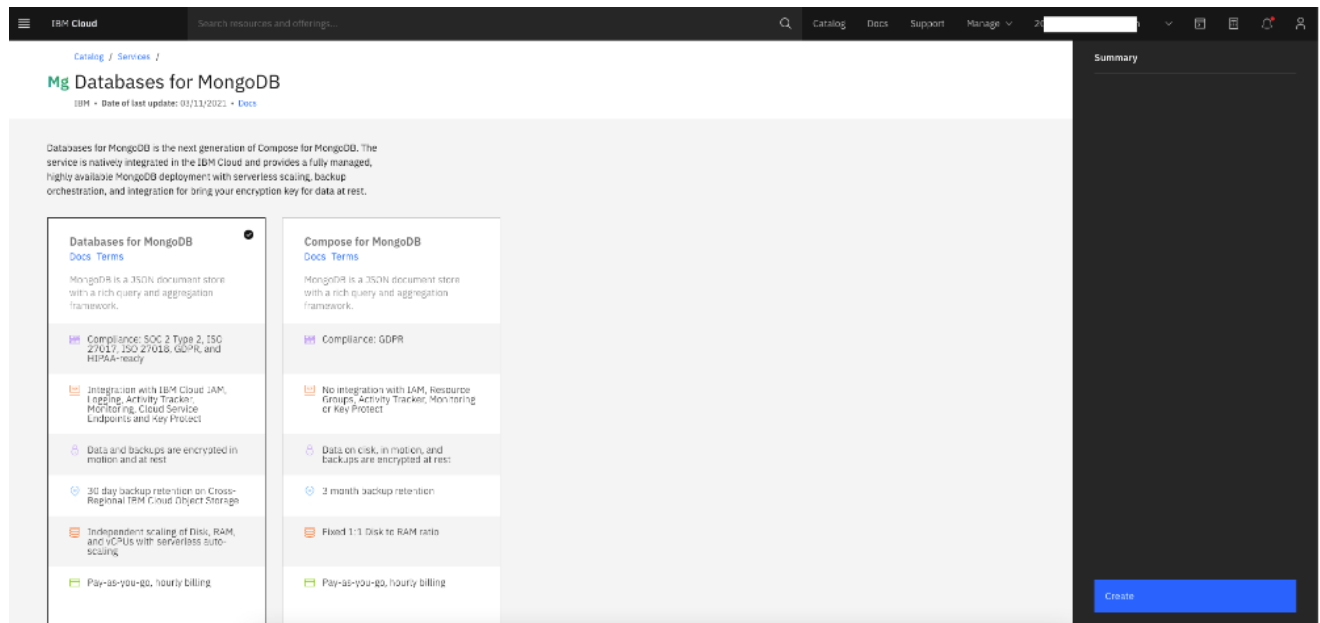 IBM Cloud
Search resources and offerings...
Catalog
Docs
Support
Manage
20
Catalog / Services /
Mg Databases for MongoDB
IBM • Date of last update: 03/11/2021 • Docs
Summary
Databases for MongoDB is the next generation of Compose for MongoDB. The
service is natively integrated in the IBM Cloud and provides a fully managed,
highly available MongoDB deployment with serverless scaling, backup
orchestration, and integration for bring your encryption key for data at rest.
Databases for MongoDB
Docs Terms
MongoDB is a JSON document store
with a rich query and aggregation
framework.
Compliance: SOC 2 Type 2, ISO
27017, ISO 27018, GDPR, and
HIPAA-ready
Integration with IBM Cloud IAM,
Logging, Activity Tracker,
Monitoring, Cloud Service
Endpoints and Key Protect
Data and backups are encrypted in
motion and at rest
30 day backup retention on Cross-
Regional IBM Cloud Object Storage
Independent scaling of Disk, RAM,
and vCPUs with serverless auto-
scaling
Pay-as-you-go, hourly billing
Compose for MongoDB
Docs Terms
MongoDB is a JSON document store
with a rich query and aggregation
framework.
Compliance: GDPR
No integration with IAM, Resource
Groups, Activity Tracker, Monitoring
or Key Protect
Data on disk, in motion, and
backups are encrypted at rest
3 month backup retention
Fixed 1:1 Disk to RAM ratio
Pay-as-you-go, hourly billing
Create